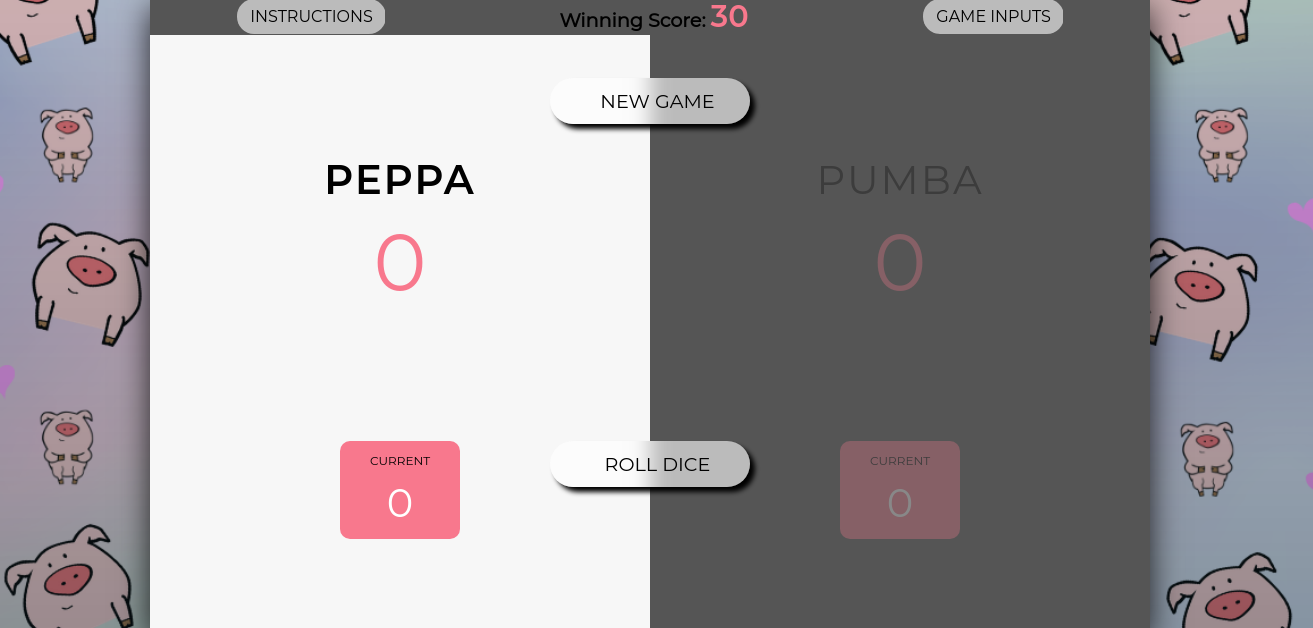 INSTRUCTIONS
Winning Score: 30
GAME INPUTS
NEW GAME
PEPPA
0
PUMBA
0
CURRENT
0
ROLL DICE
CURRENT
0